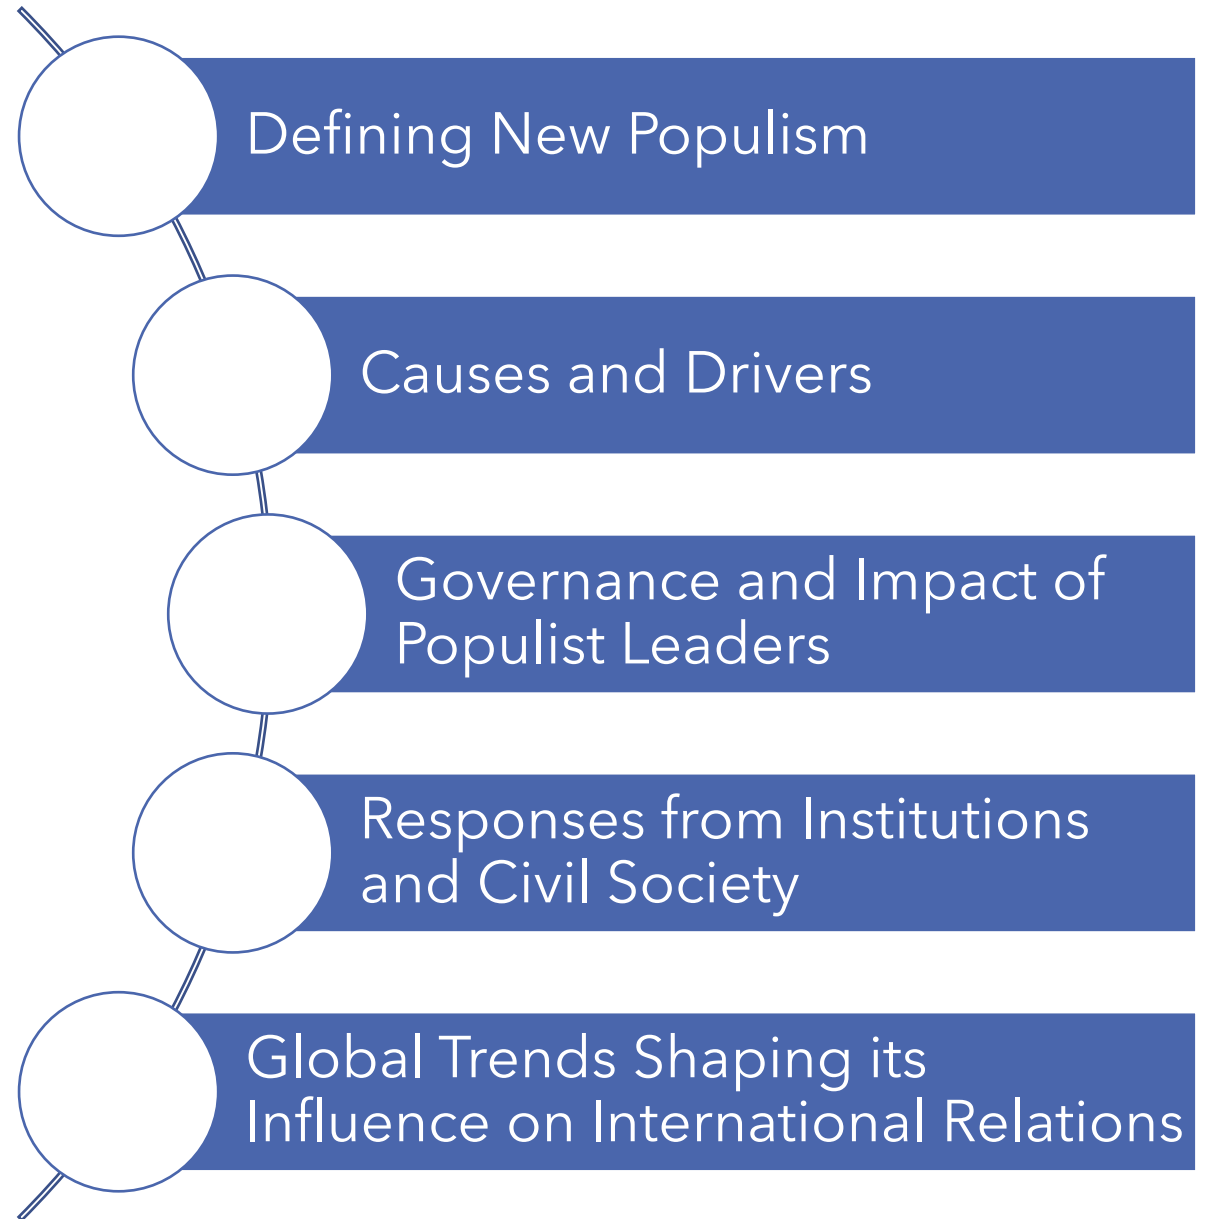 Defining New Populism
Causes and Drivers
Governance and Impact of
Populist Leaders
Responses from Institutions
and Civil Society
Global Trends Shaping its
Influence on International Relations